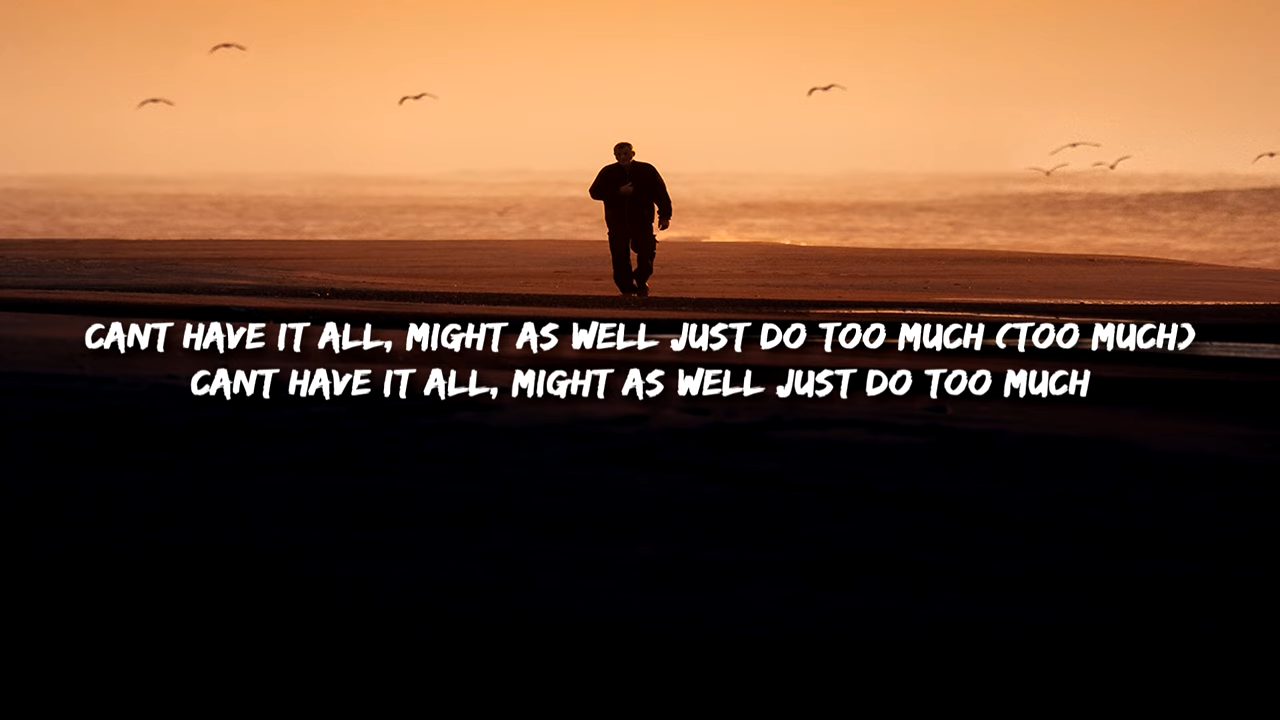 CANT HAVE IT ALL, MIGHT AS WELL JUST DO TOO MUCH (TOO MUCH)
CANT HAVE IT ALL, MIGHT AS WELL JUST DO TOO MUCH